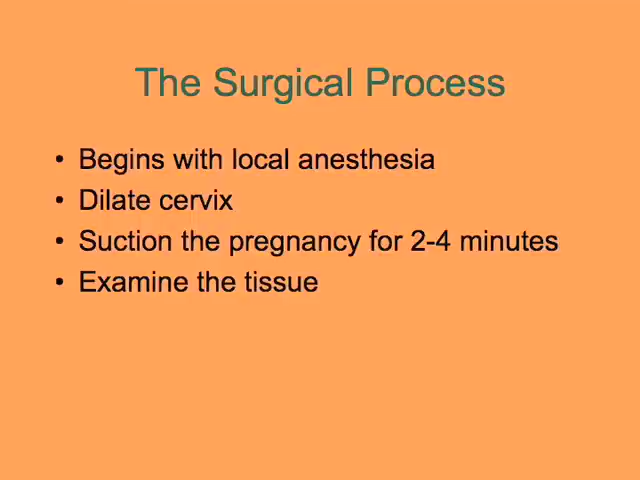 The Surgical Process
• Begins with local anesthesia
• Dilate cervix
• Suction the pregnancy for 2-4 minutes
• Examine the tissue